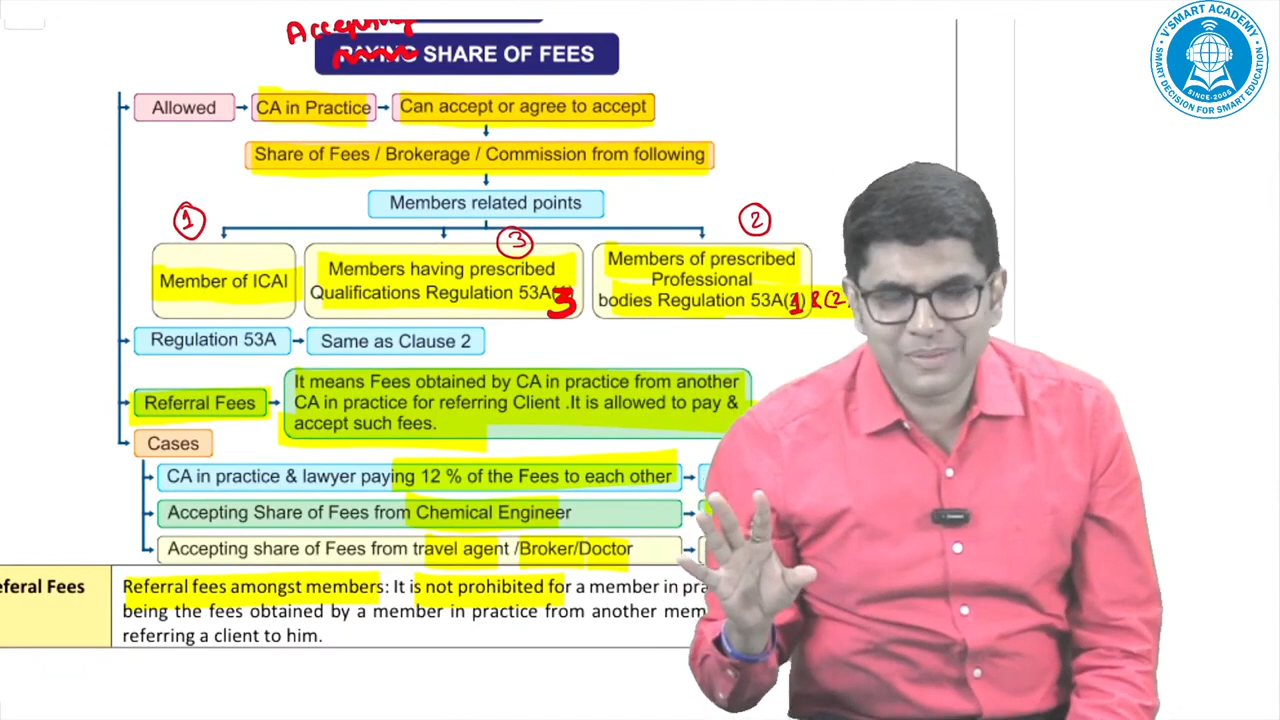 Accepting
PAYING SHARE OF FEES
V'SMART ACADEMY
SMART DECISION FOR SMART EDUCATION
SINCE-2005
Allowed
CA in Practice
Can accept or agree to accept
Share of Fees / Brokerage / Commission from following
Members related points
1
3
2
Member of ICAI
Members having prescribed
Qualifications Regulation 53A(3
Members of prescribed
Professional
bodies Regulation 53A(1) & (2)
Regulation 53A
Same as Clause 2
Referral Fees
It means Fees obtained by CA in practice from another
CA in practice for referring Client .It is allowed to pay &
accept such fees.
Cases
CA in practice & lawyer paying 12 % of the Fees to each other
Accepting Share of Fees from Chemical Engineer
Accepting share of Fees from travel agent /Broker/Doctor
eferal Fees
Referral fees amongst members: It is not prohibited for a member in pra
being the fees obtained by a member in practice from another mem
referring a client to him.